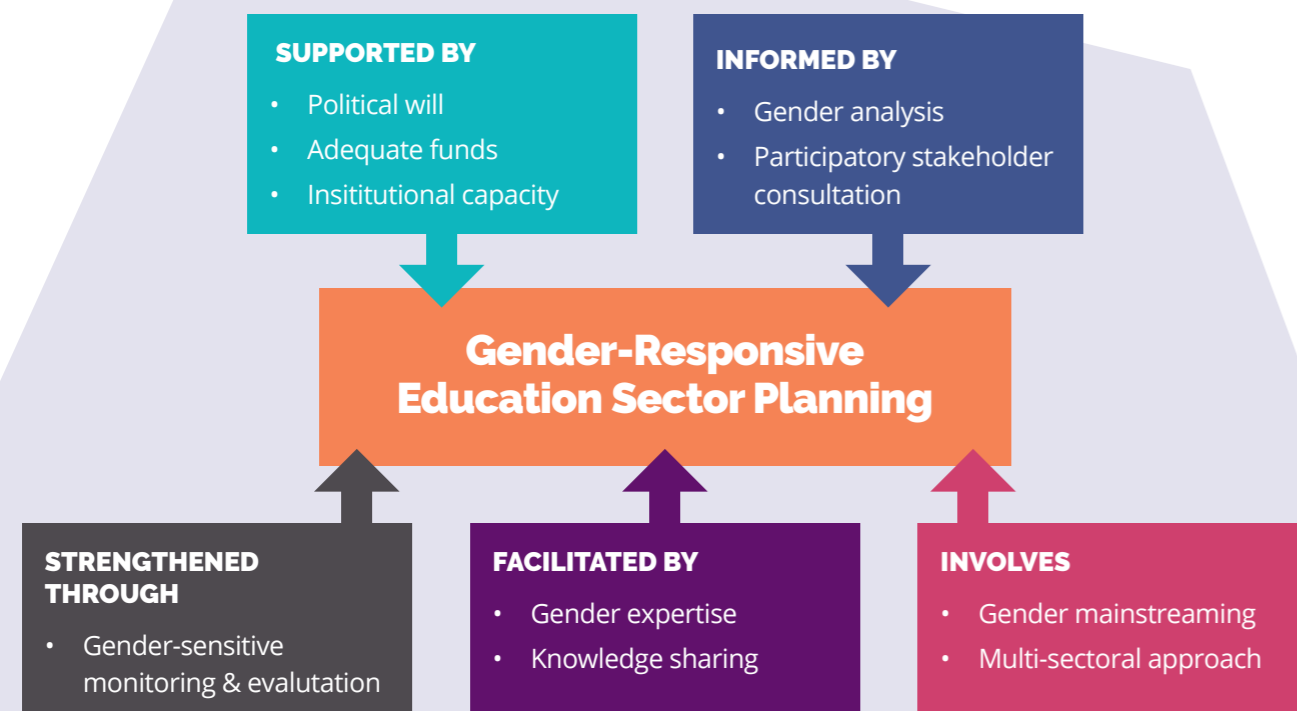 SUPPORTED BY
• Political will
• Adequate funds
• Insititutional capacity
INFORMED BY
• Gender analysis
• Participatory stakeholder
consultation
Gender-Responsive
Education Sector Planning
STRENGTHENED
THROUGH
• Gender-sensitive
monitoring & evalutation
FACILITATED BY
• Gender expertise
• Knowledge sharing
INVOLVES
• Gender mainstreaming
• Multi-sectoral approach